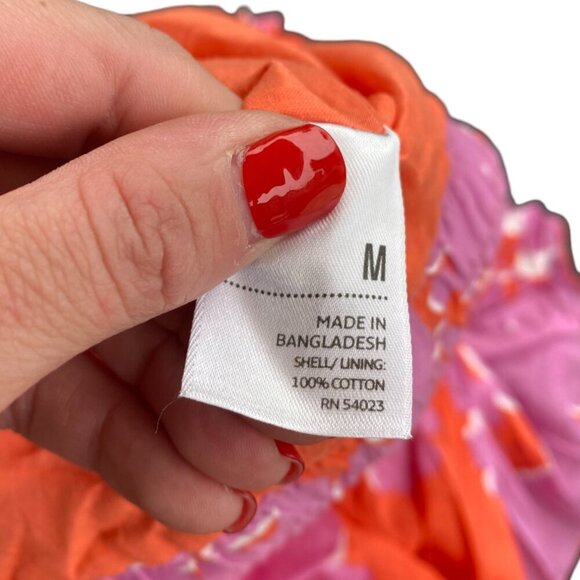 M
MADE IN
BANGLADESH
SHELL/LINING:
100% COTTON
RN 54023